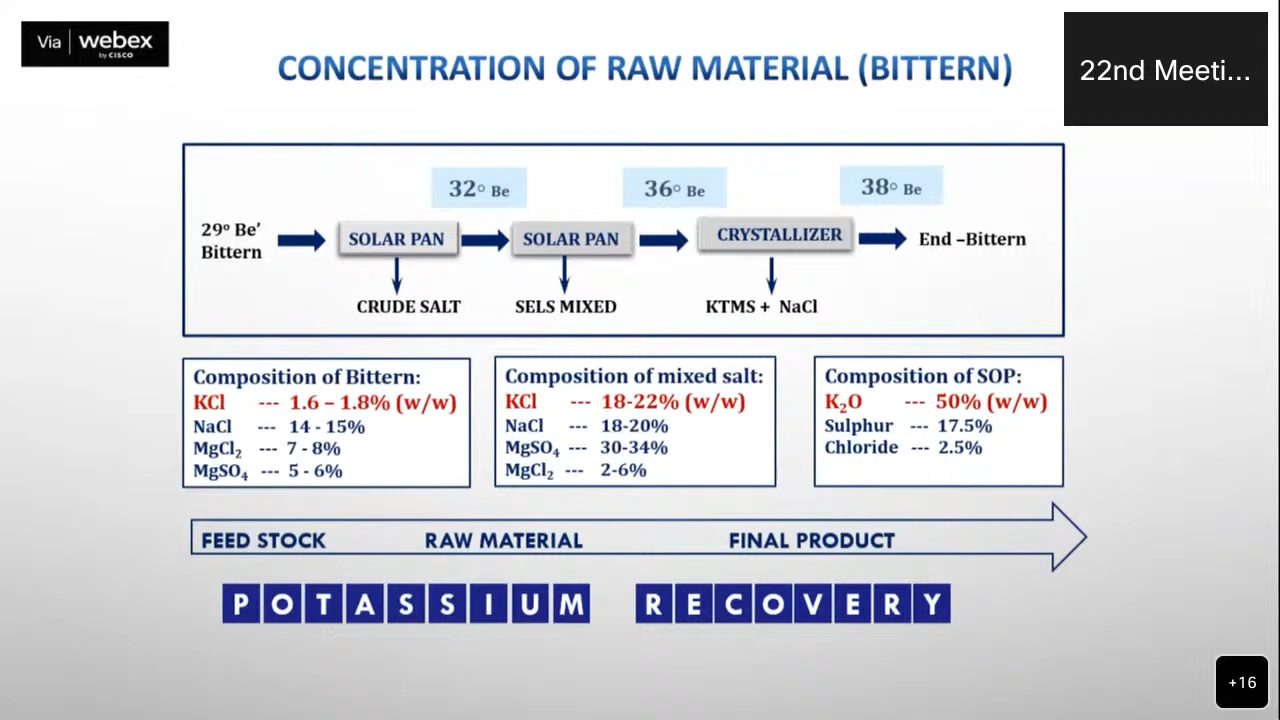 Via webex
by CISCO
22nd Meeti...
CONCENTRATION OF RAW MATERIAL (BITTERN)
32° Be
36° Be
38° Be
29º Be’
Bittern
SOLAR PAN
SOLAR PAN
CRYSTALLIZER
End –Bittern
CRUDE SALT
SELS MIXED
KTMS + NaCl
Composition of Bittern:
KCl --- 1.6 – 1.8% (w/w)
NaCl --- 14 - 15%
MgCl₂ --- 7 - 8%
MgSO₄ --- 5 - 6%
Composition of mixed salt:
KCl --- 18-22% (w/w)
NaCl --- 18-20%
MgSO₄ --- 30-34%
MgCl₂ --- 2-6%
Composition of SOP:
K₂O --- 50% (w/w)
Sulphur --- 17.5%
Chloride --- 2.5%
FEED STOCK RAW MATERIAL FINAL PRODUCT
POTASSIUM RECOVERY
+16